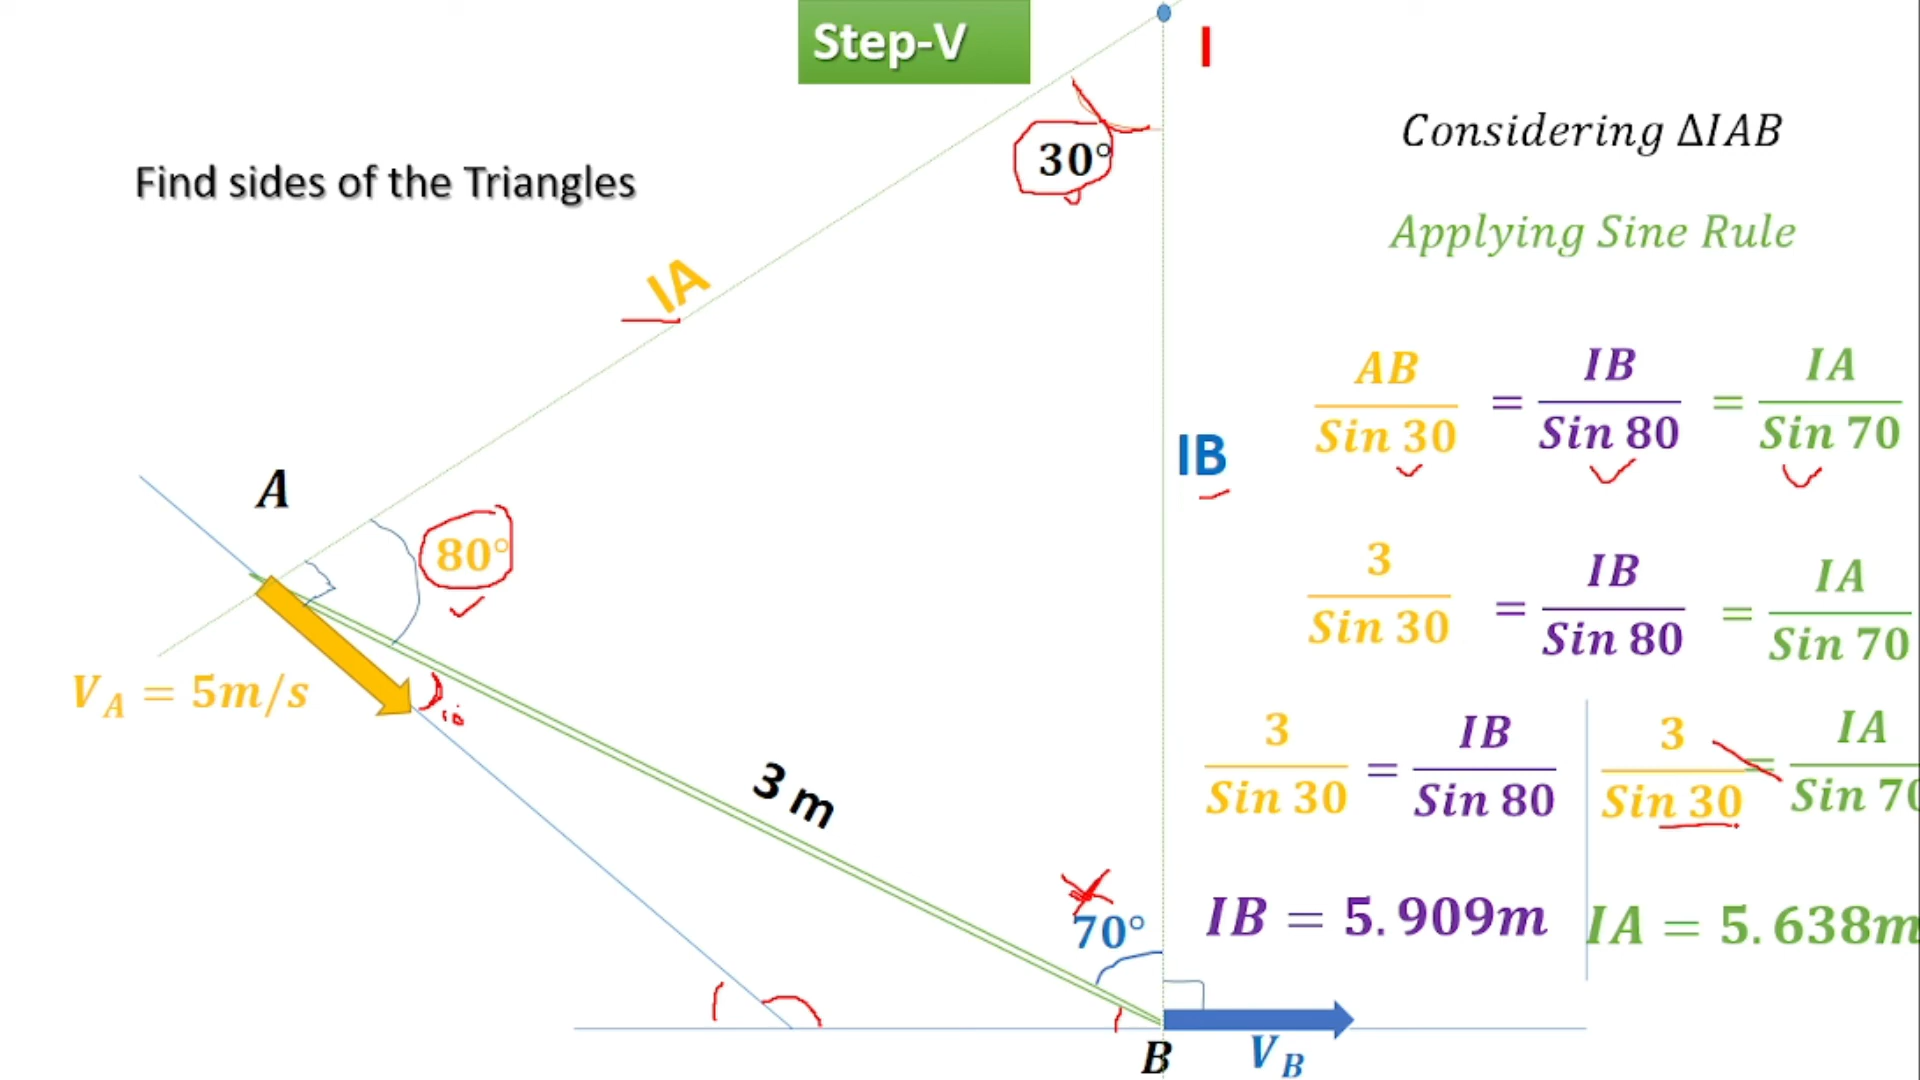 Step-V
I
Considering ΔIAB
30°
Find sides of the Triangles
Applying Sine Rule
IA
AB/Sin 30 = IB/Sin 80 = IA/Sin 70
IB
A
80°
3/Sin 30 = IB/Sin 80 = IA/Sin 70
V_A = 5m/s
10
3 m
3/Sin 30 = IB/Sin 80
3/Sin 30 = IA/Sin 70
70°
IB = 5.909m
IA = 5.638m
B
V_B